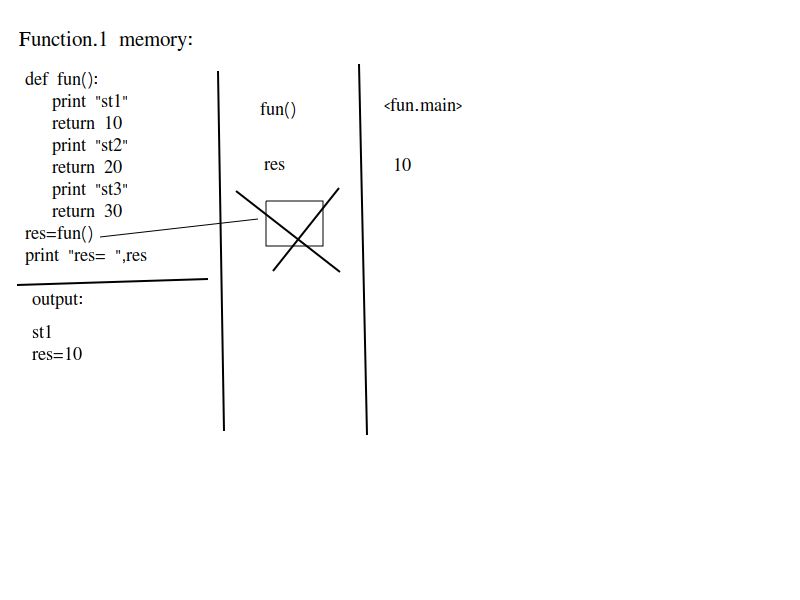 Function.1 memory:
def fun():
print "st1"
return 10
print "st2"
return 20
print "st3"
return 30
res=fun()
print "res= ",res
output:
st1
res=10
fun()
res
<fun.main>
10